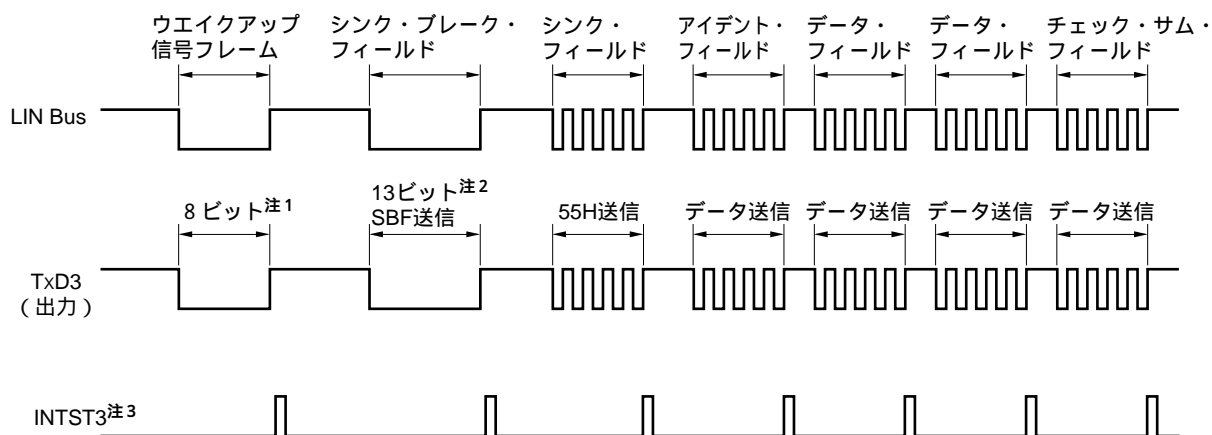 ウエイクアップ
信号フレーム
シンク・ブレーク・
フィールド
シンク・
フィールド
アイデント・
フィールド
データ・
フィールド
データ・
フィールド
チェック・サム・
フィールド
LIN Bus
8 ビット注1
13ビット注2
SBF送信
55H送信
データ送信
データ送信
データ送信
データ送信
TxD3
(出力)
INTST3注3